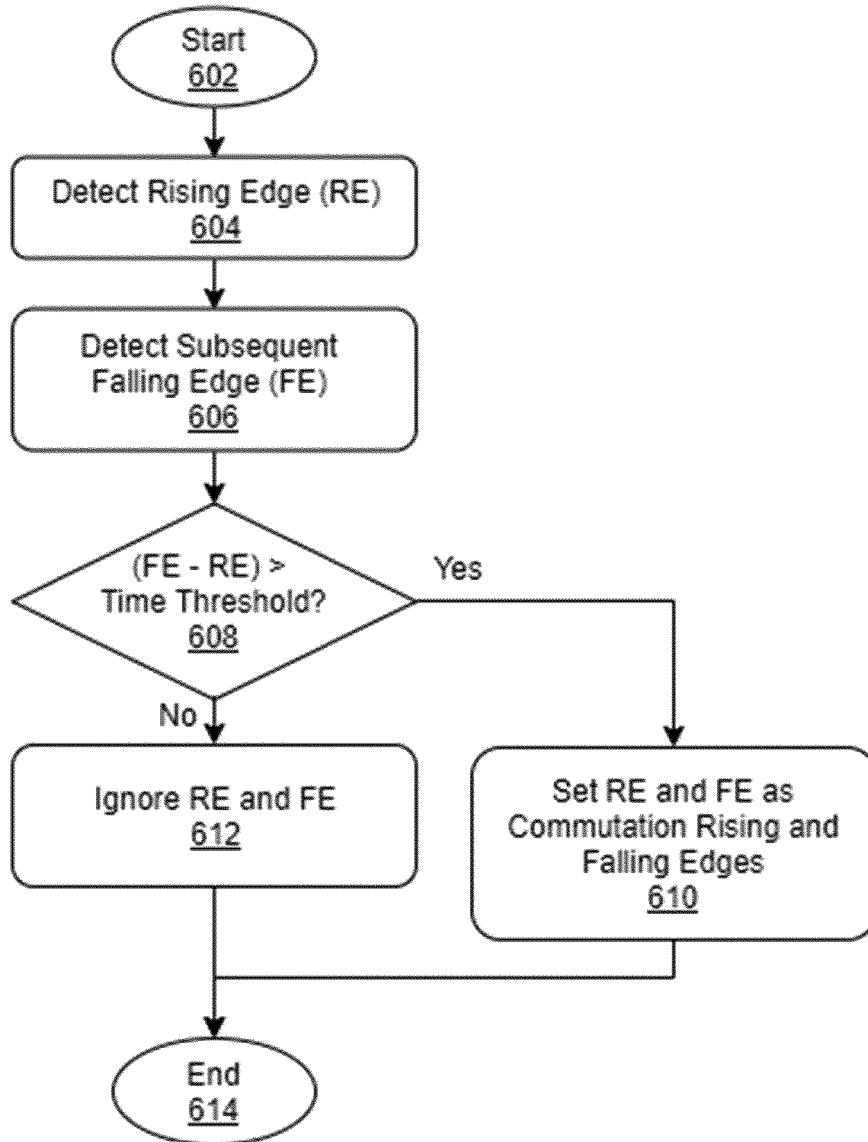 Start
602
Detect Rising Edge (RE)
604
Detect Subsequent
Falling Edge (FE)
606
(FE - RE) >
Time Threshold?
608
Yes
No
Ignore RE and FE
612
Set RE and FE as
Commutation Rising and
Falling Edges
610
End
614